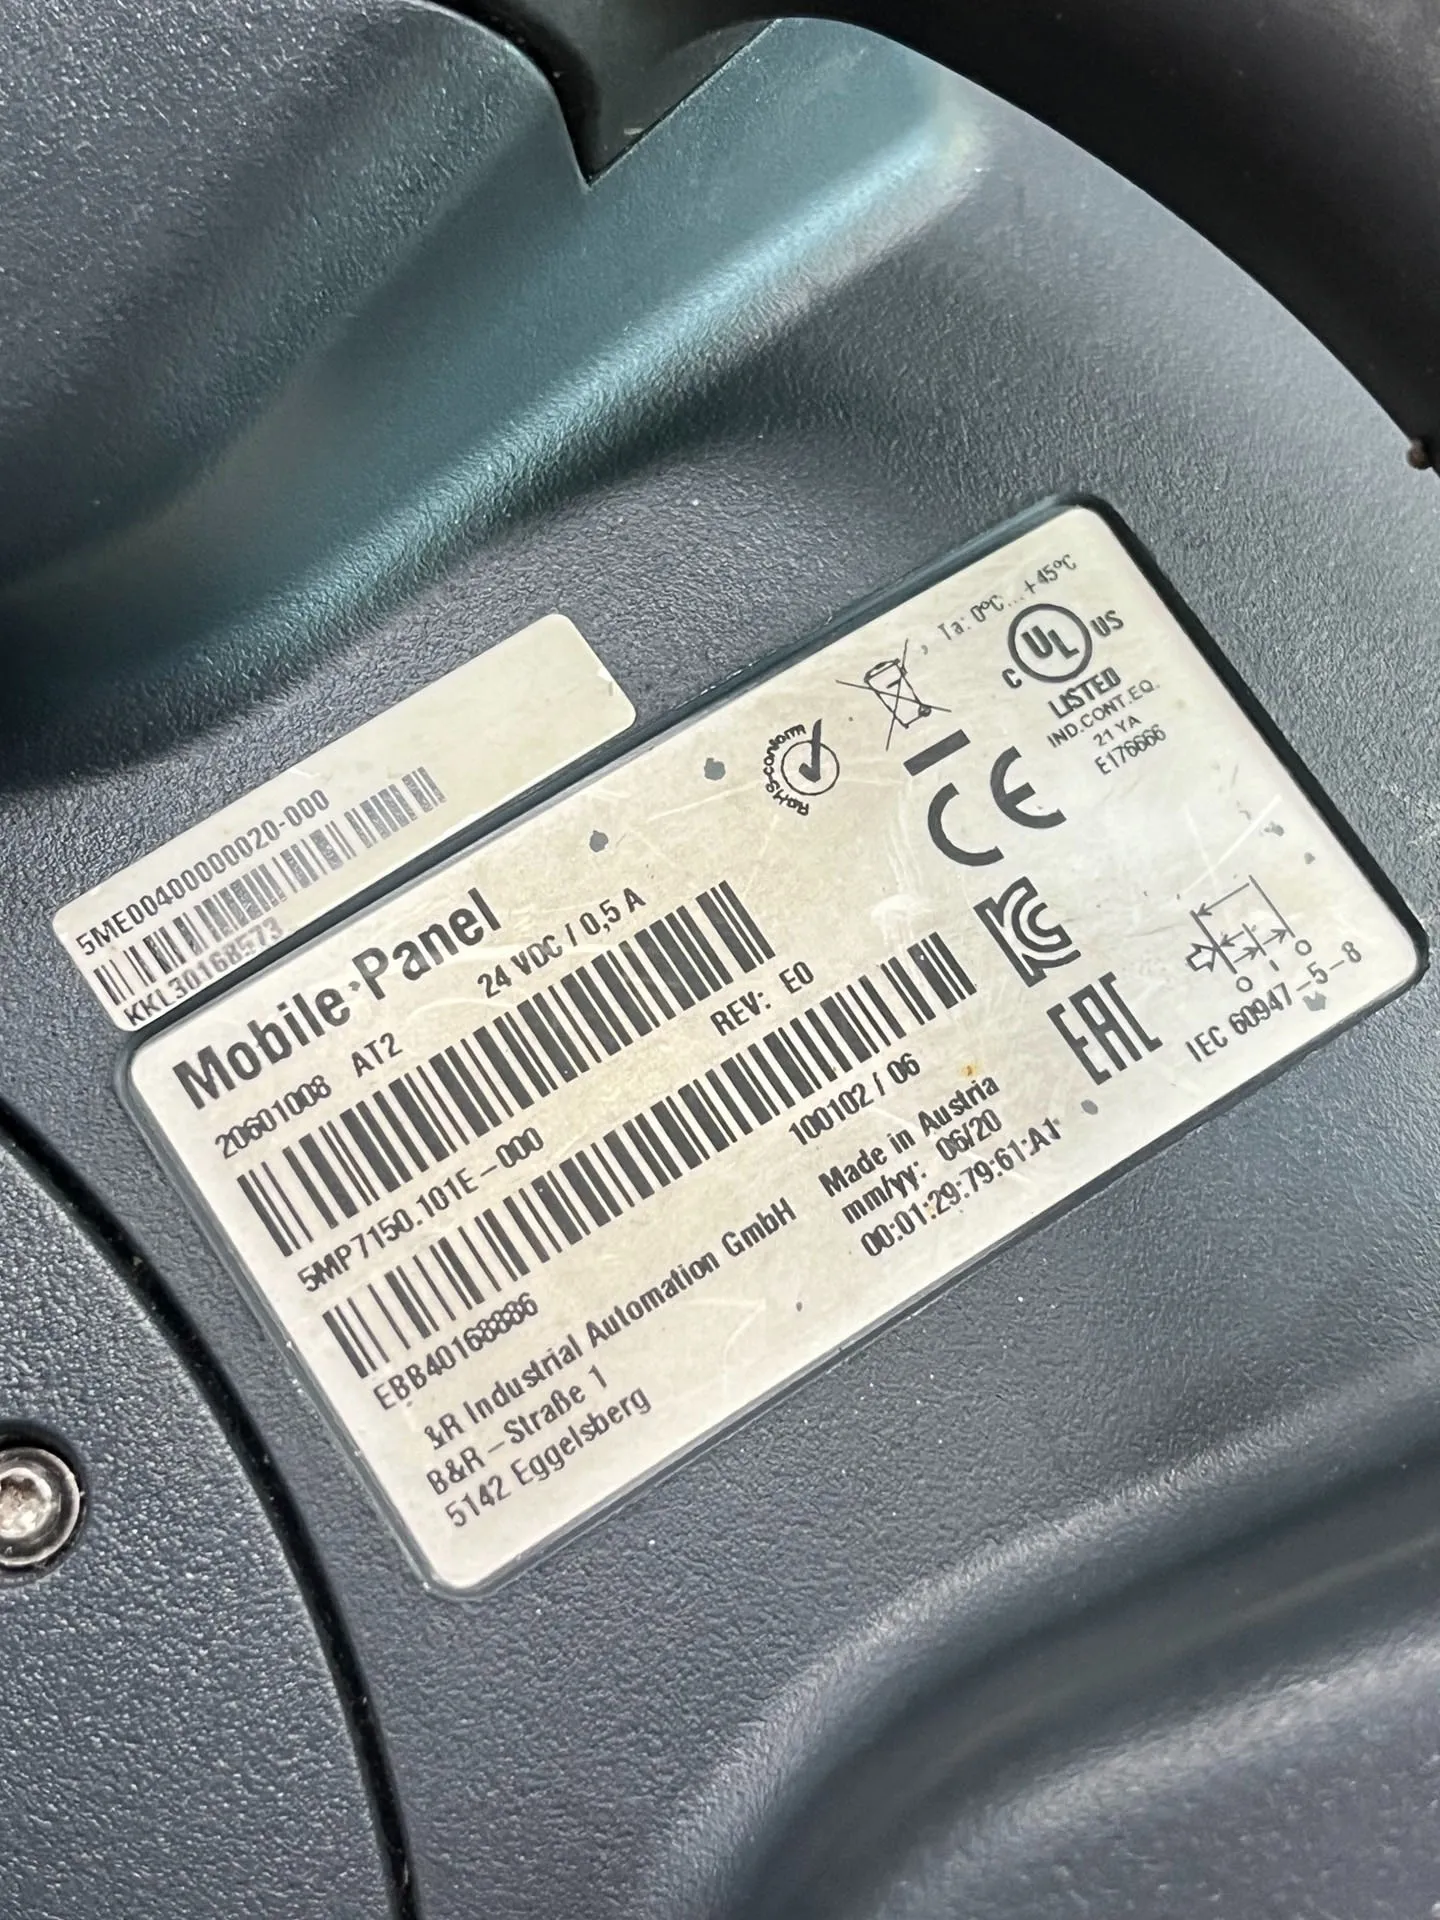 5ME0040000020-000
KKL30168573
Mobile Panel
24 VDC / 0,5 A
20601008 AT2
REV: E0
5MP7150.101E-000
100102 / 06
EBB40168886
&R Industrial Automation GmbH
B&R-Straße 1
5142 Eggelsberg
Made in Austria
mm/yy: 06/20
00:01:29:79:61:A1
RoHS-conform
, Ta: 0°C...+45°C
C UL US
LISTED
IND.CONT.EQ.
21 YA
E176666
CE
EAC
IEC 60947-5-8